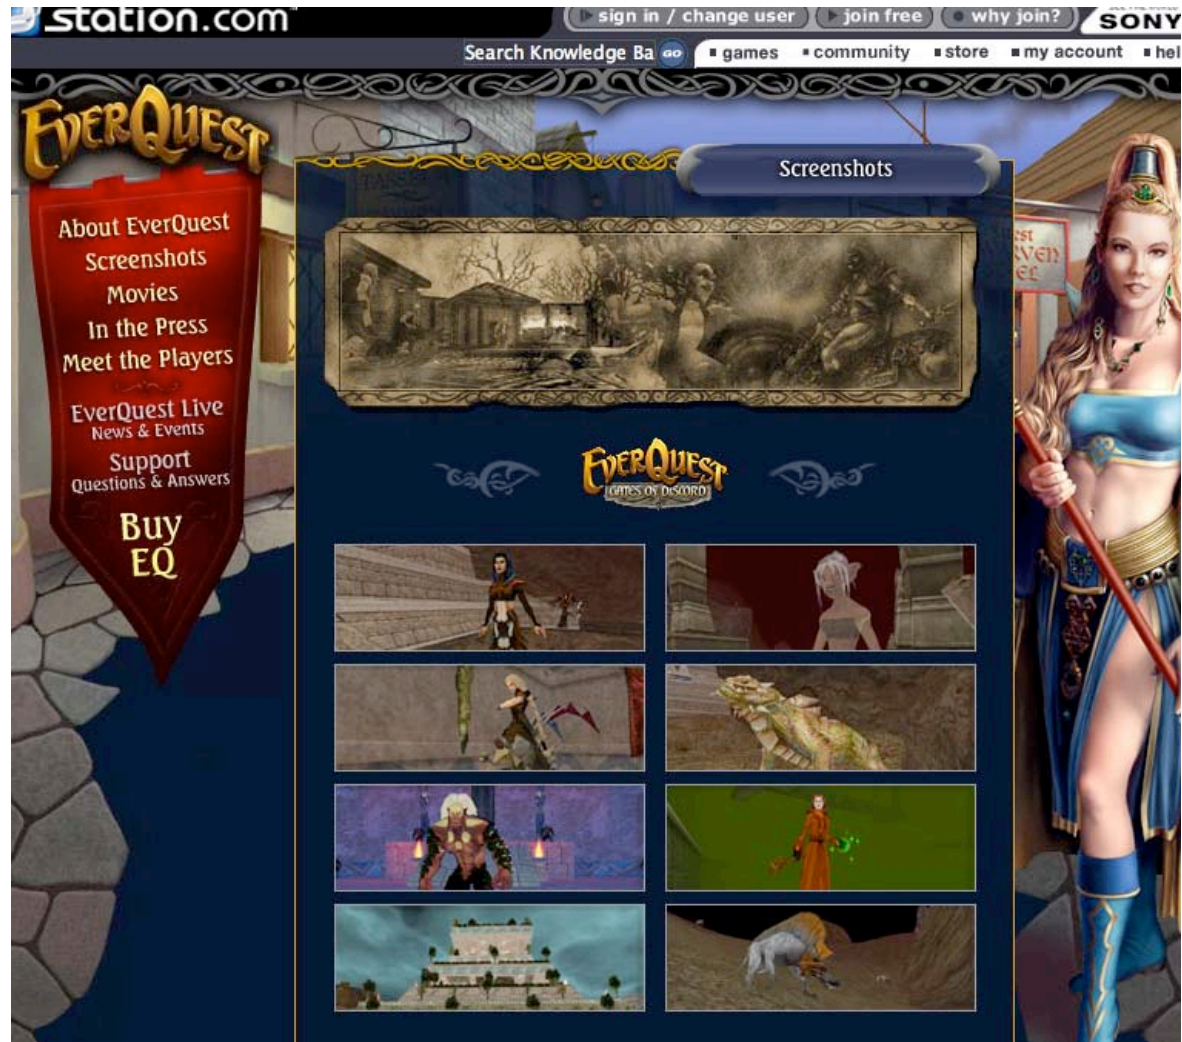 station.com
sign in / change user
join free
why join?
SONY
Search Knowledge Ba
GO
games
community
store
my account
hel
EVERQUEST
Screenshots
About EverQuest
Screenshots
Movies
In the Press
Meet the Players
EverQuest Live
News & Events
Support
Questions & Answers
Buy
EQ
EVERQUEST
GATES OF DISCORD